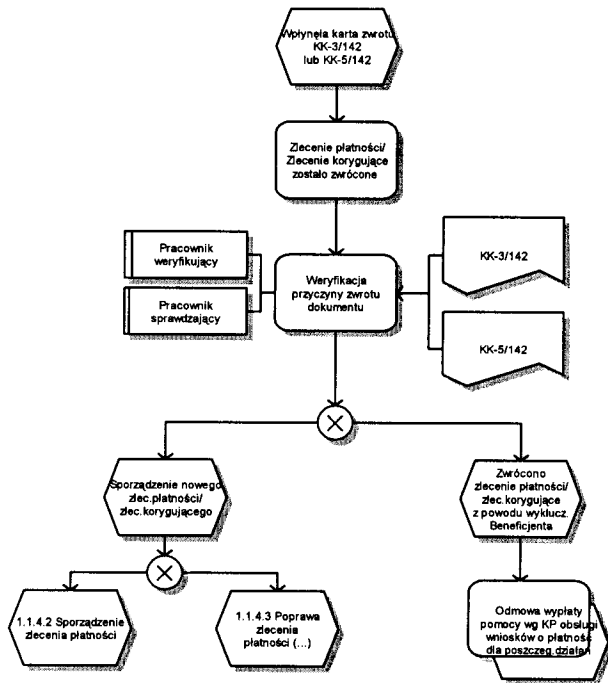 Wpłynęła karta zwrotu
KK-3/142
lub KK-5/142
Zlecenie płatności/
Zlecenie korygujące
zostało zwrócone
Pracownik
weryfikujący
Pracownik
sprawdzający
Weryfikacja
przyczyny zwrotu
dokumentu
KK-3/142
KK-5/142
Sporządzenie nowego
zlec.płatności/
zlec.korygującego
Zwrócono
zlecenie płatności/
zlec.korygujące
z powodu wyklucz.
Beneficjenta
1.1.4.2 Sporządzenie
zlecenia płatności
1.1.4.3 Poprawa
zlecenia
płatności (...)
Odmowa wypłaty
pomocy wg KP obsługi
wniosków o płatność
dla poszczeg.działań